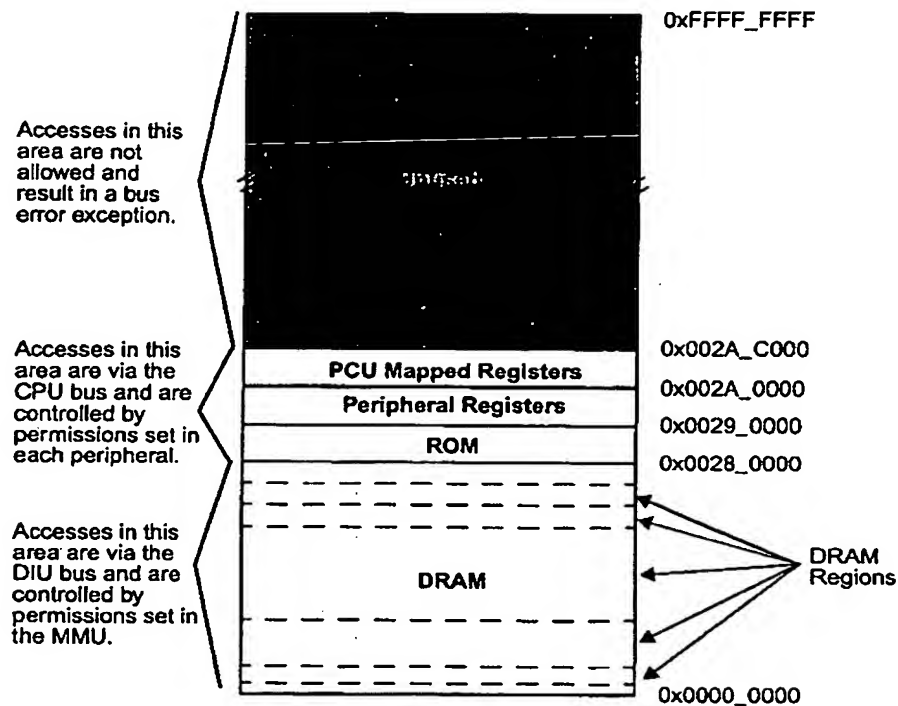 0xFFFF_FFFF
Accesses in this
area are not
allowed and
result in a bus
error exception.
0x002A_C000
Accesses in this
area are via the
CPU bus and are
controlled by
permissions set in
each peripheral.
PCU Mapped Registers
0x002A_0000
Peripheral Registers
0x0029_0000
ROM
0x0028_0000
Accesses in this
area are via the
DIU bus and are
controlled by
permissions set in
the MMU.
DRAM
DRAM
Regions
0x0000_0000